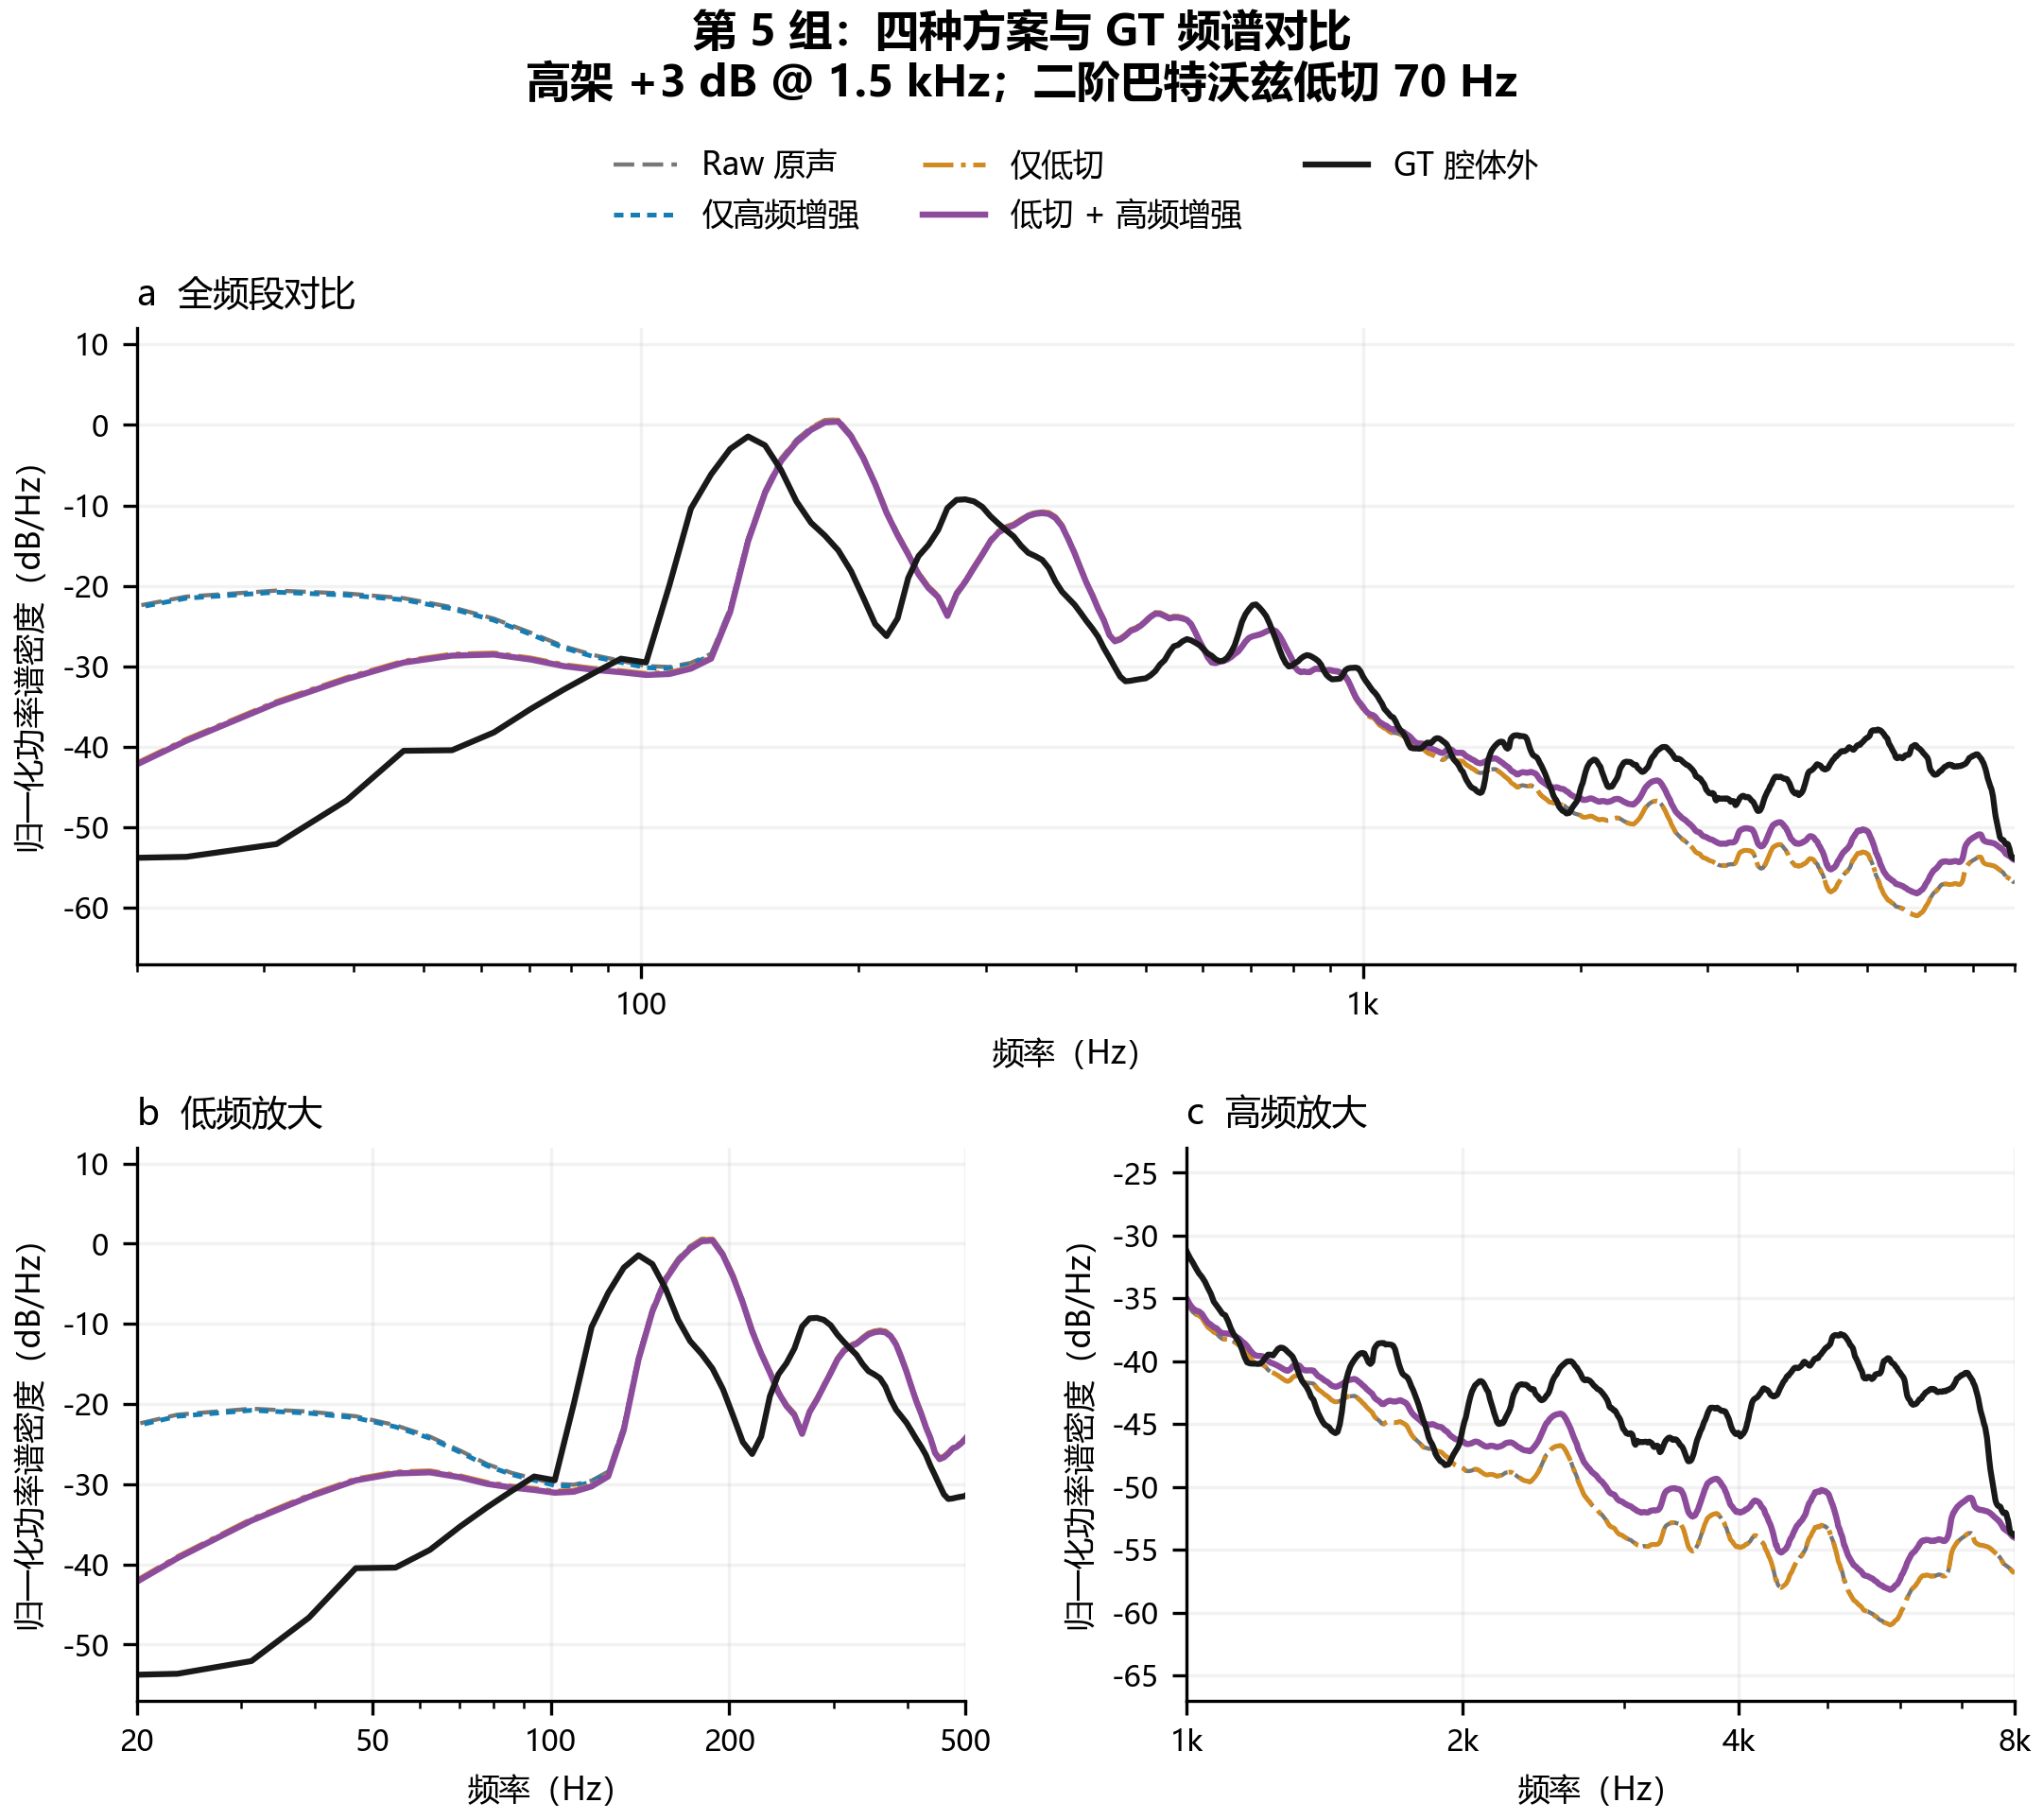 第 5 组：四种方案与 GT 频谱对比
高架 +3 dB @ 1.5 kHz；二阶巴特沃兹低切 70 Hz
Raw 原声
仅低切
GT 腔体外
仅高频增强
低切 + 高频增强
a 全频段对比
归一化功率谱密度（dB/Hz）
10
0
-10
-20
-30
-40
-50
-60
100
1k
频率（Hz）
b 低频放大
归一化功率谱密度（dB/Hz）
10
0
-10
-20
-30
-40
-50
20
50
100
200
500
频率（Hz）
c 高频放大
归一化功率谱密度（dB/Hz）
-25
-30
-35
-40
-45
-50
-55
-60
-65
1k
2k
4k
8k
频率（Hz）